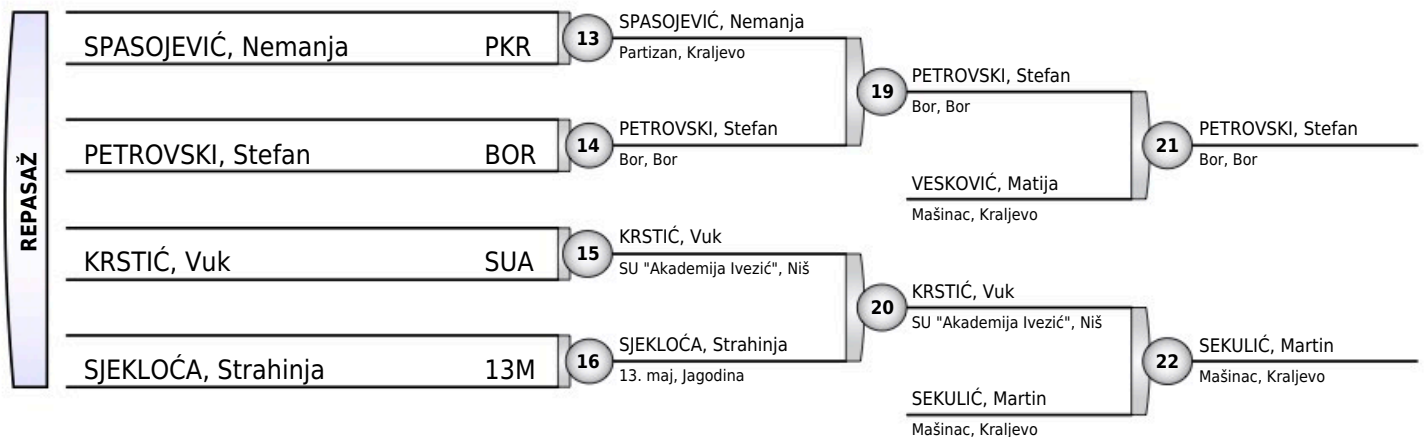 REPASAŽ
SPASOJEVIĆ, Nemanja PKR
PETROVSKI, Stefan BOR
KRSTIĆ, Vuk SUA
SJEKLOĆA, Strahinja 13M
13
SPASOJEVIĆ, Nemanja
Partizan, Kraljevo
14
PETROVSKI, Stefan
Bor, Bor
15
KRSTIĆ, Vuk
SU "Akademija Ivezić", Niš
16
SJEKLOĆA, Strahinja
13. maj, Jagodina
19
PETROVSKI, Stefan
Bor, Bor
VESKOVIĆ, Matija
Mašinac, Kraljevo
20
KRSTIĆ, Vuk
SU "Akademija Ivezić", Niš
SEKULIĆ, Martin
Mašinac, Kraljevo
21
PETROVSKI, Stefan
Bor, Bor
22
SEKULIĆ, Martin
Mašinac, Kraljevo